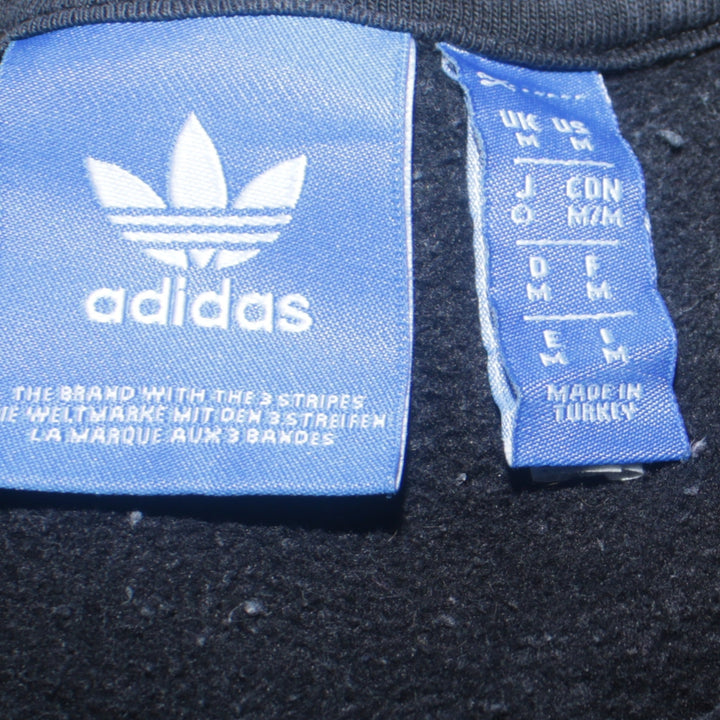 adidas
THE BRAND WITH THE 3 STRIPES
IE WELTMARKE MIT DEN 3 STREIFEN
LA MARQUE AUX 3 BANDES
UK US
M M
J CDN
O M/M
D F
M M
E I
M M
MADE IN
TURKEY